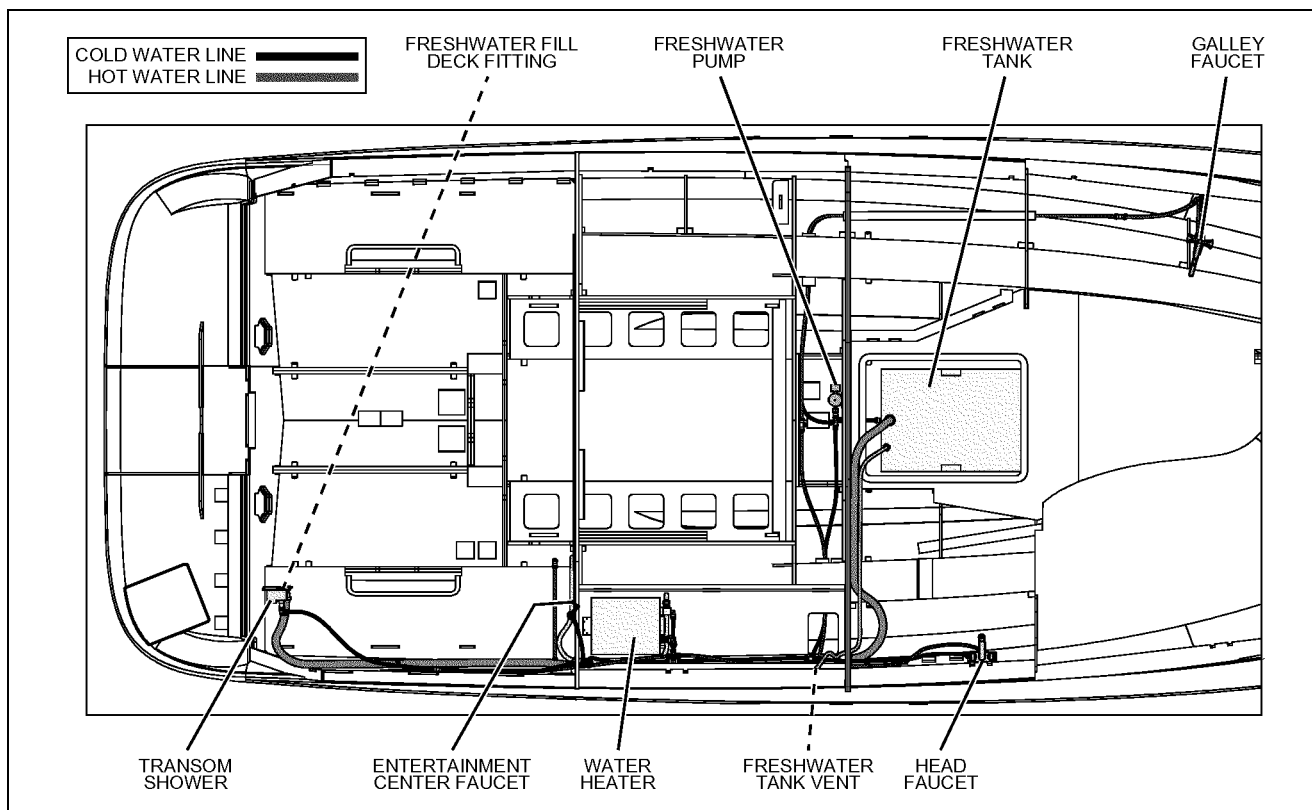 COLD WATER LINE
HOT WATER LINE
FRESHWATER FILL
DECK FITTING
FRESHWATER
PUMP
FRESHWATER
TANK
GALLEY
FAUCET
TRANSOM
SHOWER
ENTERTAINMENT
CENTER FAUCET
WATER
HEATER
FRESHWATER
TANK VENT
HEAD
FAUCET